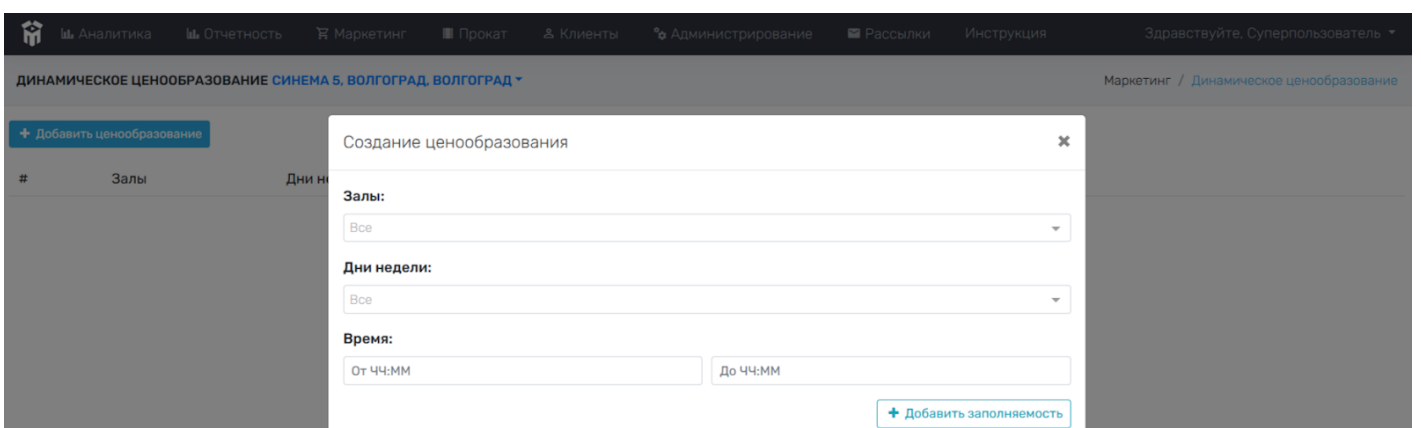 Аналитика Отчетность Маркетинг Прокат Клиенты Администрирование Рассылки Инструкция Здравствуйте, Суперпользователь
ДИНАМИЧЕСКОЕ ЦЕНООБРАЗОВАНИЕ СИНЕМА 5, ВОЛГОГРАД, ВОЛГОГРАД Маркетинг / Динамическое ценообразование
+ Добавить ценообразование
Создание ценообразования
# Залы Дни
Залы:
Все
Дни недели:
Все
Время:
От ЧЧ:ММ До ЧЧ:ММ
+ Добавить заполняемость